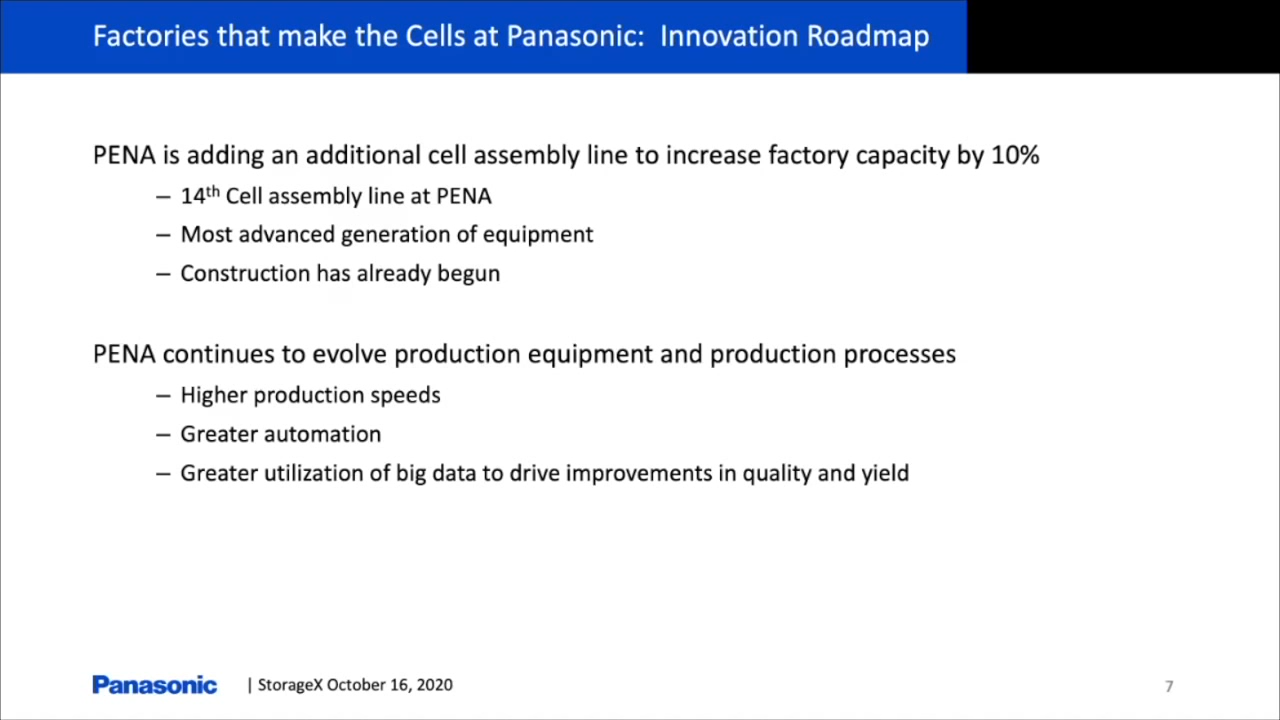 Factories that make the Cells at Panasonic: Innovation Roadmap
PENA is adding an additional cell assembly line to increase factory capacity by 10%
– 14th Cell assembly line at PENA
– Most advanced generation of equipment
– Construction has already begun
PENA continues to evolve production equipment and production processes
– Higher production speeds
– Greater automation
– Greater utilization of big data to drive improvements in quality and yield
Panasonic | StorageX October 16, 2020 7